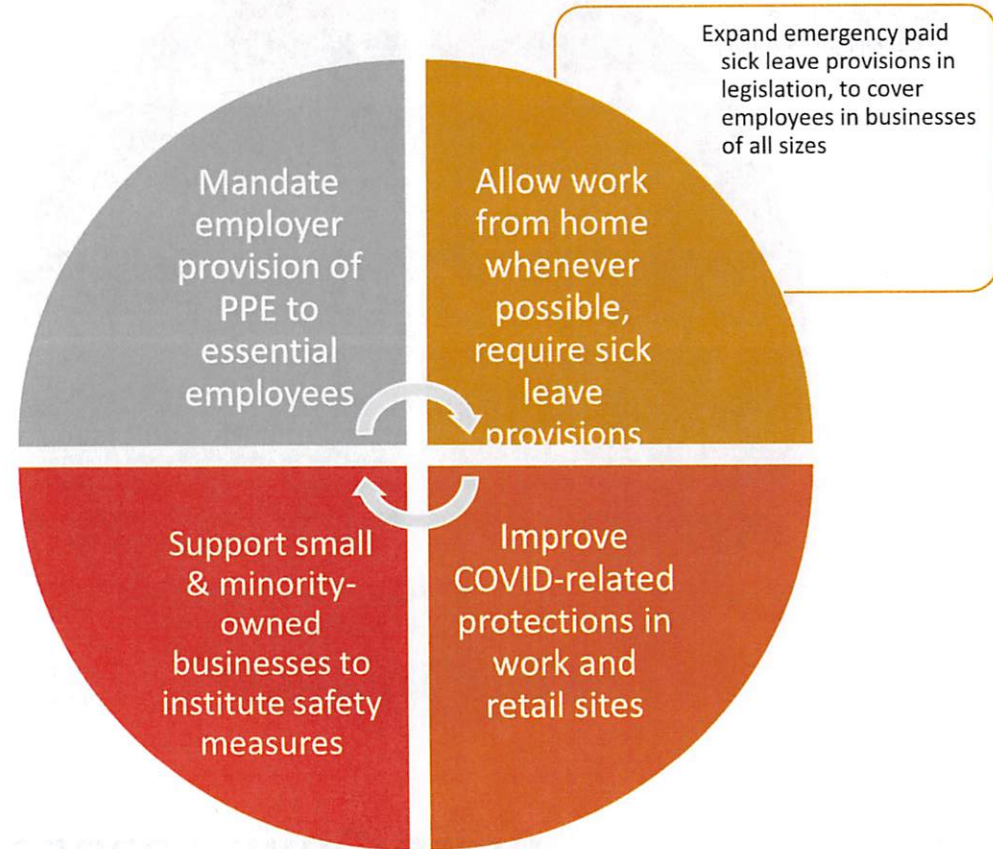 Expand emergency paid
sick leave provisions in
legislation, to cover
employees in businesses
of all sizes
Mandate
employer
provision of
PPE to
essential
employees
Allow work
from home
whenever
possible,
require sick
leave
provisions
Support small
& minority-
owned
businesses to
institute safety
measures
Improve
COVID-related
protections in
work and
retail sites